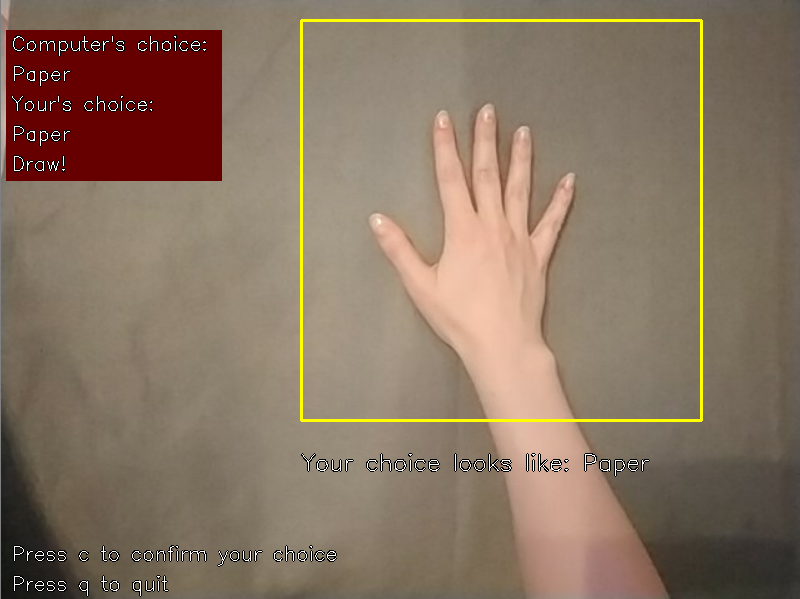 Computer's choice:
Paper
Your's choice:
Paper
Draw!
Your choice looks like: Paper
Press c to confirm your choice
Press q to quit